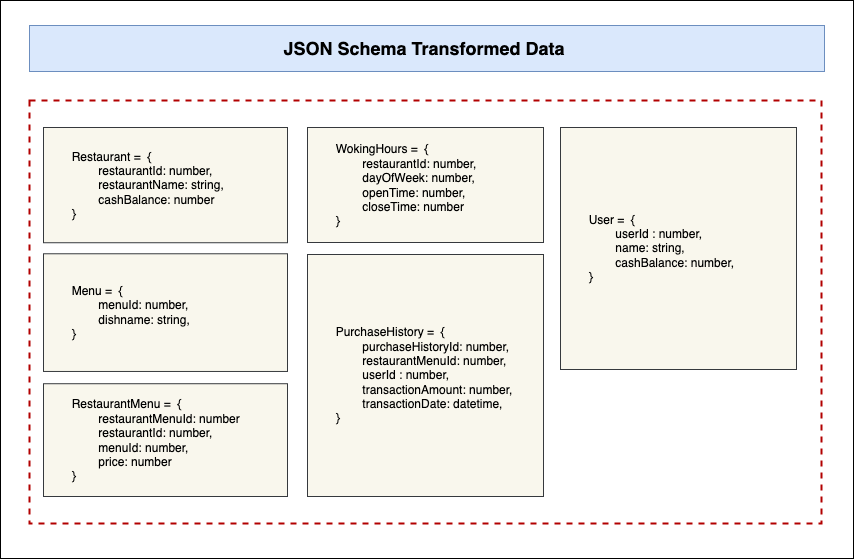 JSON Schema Transformed Data
Restaurant = {
restaurantId: number,
restaurantName: string,
cashBalance: number
}
Menu = {
menuId: number,
dishname: string,
}
RestaurantMenu = {
restaurantMenuId: number
restaurantId: number,
menuId: number,
price: number
}
WokingHours = {
restaurantId: number,
dayOfWeek: number,
openTime: number,
closeTime: number
}
PurchaseHistory = {
purchaseHistoryId: number,
restaurantMenuId: number,
userId : number,
transactionAmount: number,
transactionDate: datetime,
}
User = {
userId : number,
name: string,
cashBalance: number,
}